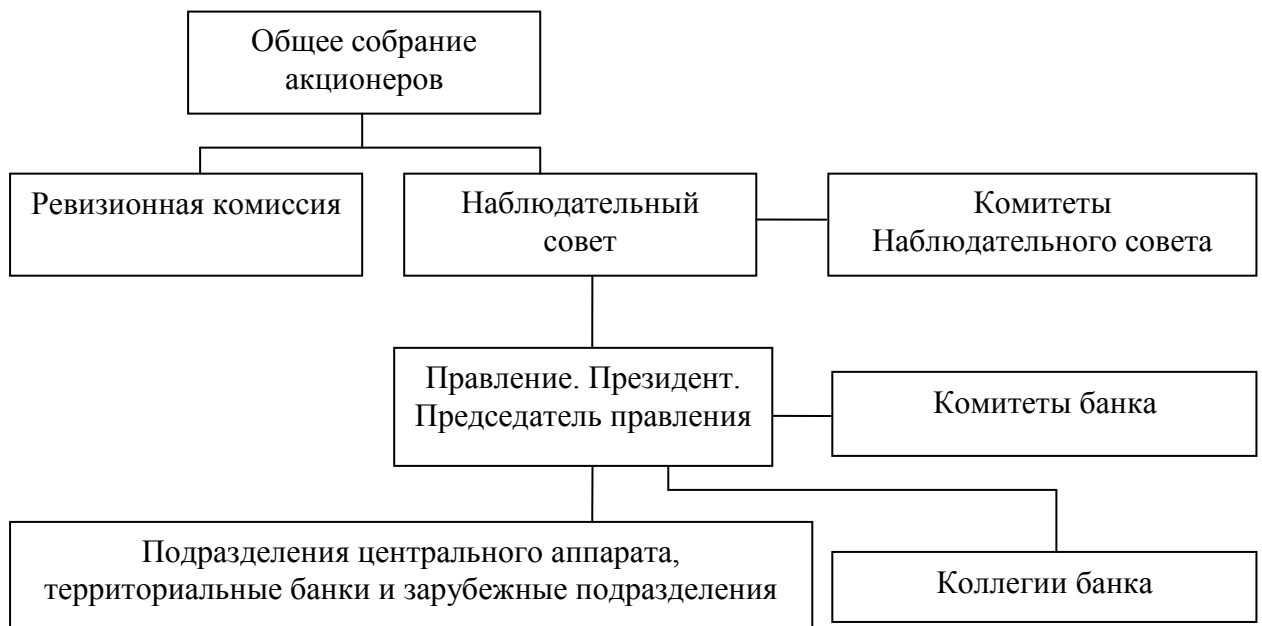 Общее собрание
акционеров
Ревизионная комиссия
Наблюдательный
совет
Комитеты
Наблюдательного совета
Правление. Президент.
Председатель правления
Комитеты банка
Подразделения центрального аппарата,
территориальные банки и зарубежные подразделения
Коллегии банка